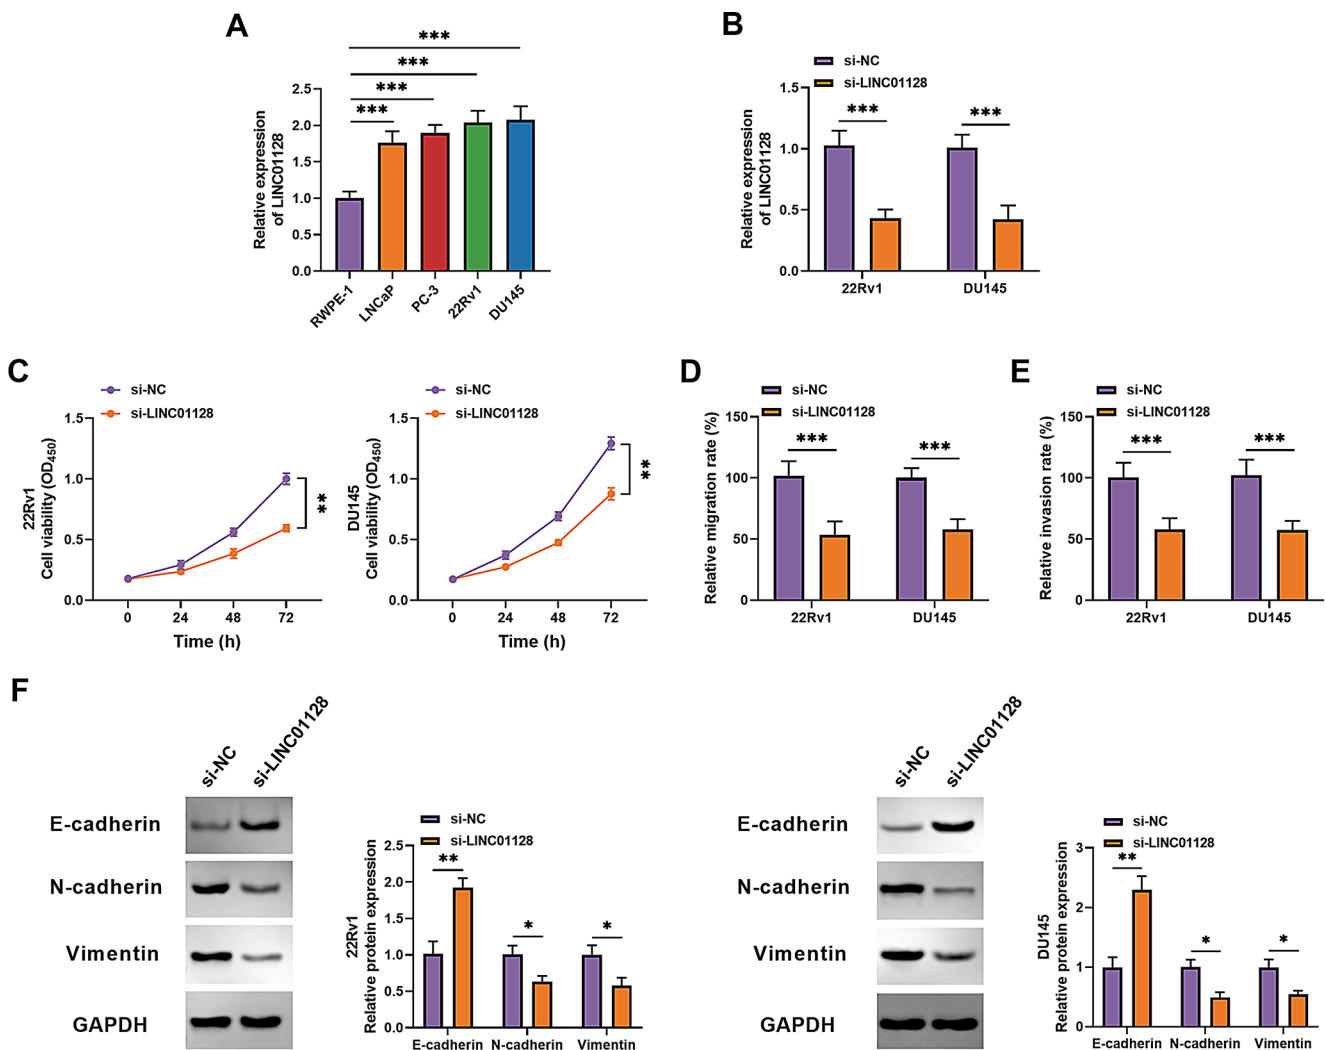 A
***
***
***
***
Relative expression
of LINC01128
2.5
2.0
1.5
1.0
0.5
0.0
RWPE-1
LNCaP
PC-3
22Rv1
DU145
B
si-NC
si-LINC01128
***
***
Relative expression
of LINC01128
1.5
1.0
0.5
0.0
22Rv1
DU145
C
si-NC
si-LINC01128
22Rv1
Cell viability (OD450)
1.5
1.0
0.5
0.0
**
0
24
48
72
Time (h)
si-NC
si-LINC01128
DU145
Cell viability (OD450)
1.5
1.0
0.5
0.0
**
0
24
48
72
Time (h)
D
si-NC
si-LINC01128
Relative migration rate (%)
150
100
50
0
***
***
22Rv1
DU145
E
si-NC
si-LINC01128
Relative invasion rate (%)
150
100
50
0
***
***
22Rv1
DU145
F
si-NC
si-LINC01128
E-cadherin
N-cadherin
Vimentin
GAPDH
si-NC
si-LINC01128
22Rv1
Relative protein expression
2.5
2.0
1.5
1.0
0.5
0.0
**
*
*
E-cadherin
N-cadherin
Vimentin
si-NC
si-LINC01128
E-cadherin
N-cadherin
Vimentin
GAPDH
si-NC
si-LINC01128
DU145
Relative protein expression
3
2
1
0
**
*
*
E-cadherin
N-cadherin
Vimentin